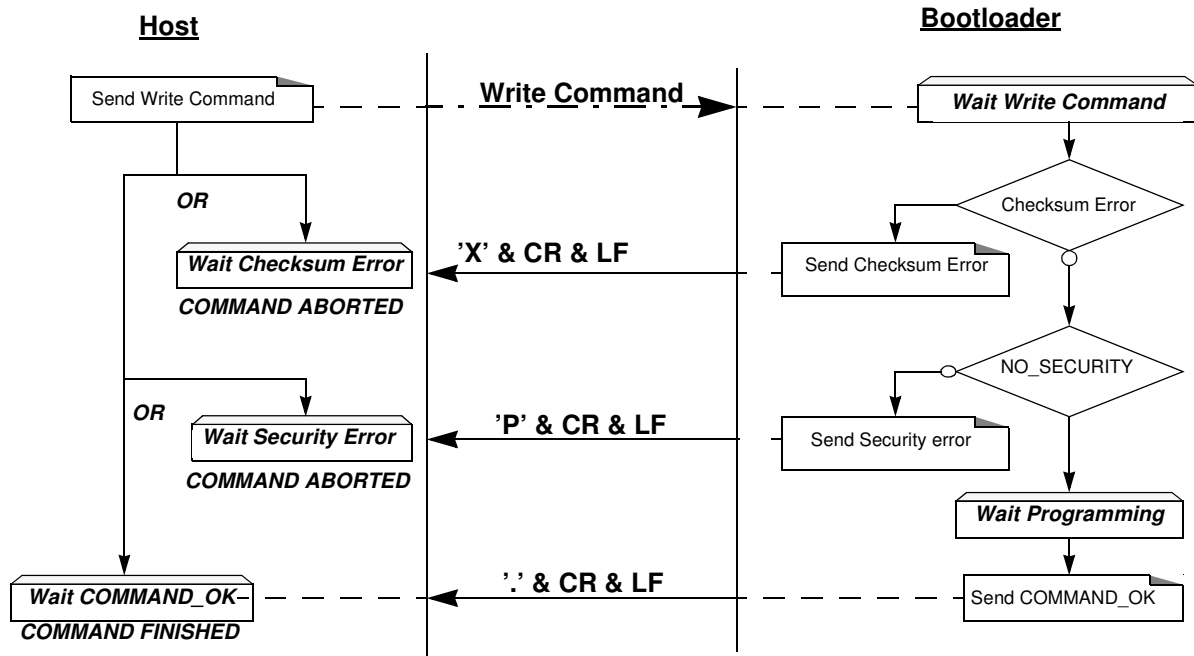 Host
Bootloader
Send Write Command
Write Command
Wait Write Command
OR
Checksum Error
Wait Checksum Error
'X' & CR & LF
Send Checksum Error
COMMAND ABORTED
NO_SECURITY
OR
Wait Security Error
'P' & CR & LF
Send Security error
COMMAND ABORTED
Wait Programming
Wait COMMAND_OK
'.' & CR & LF
Send COMMAND_OK
COMMAND FINISHED